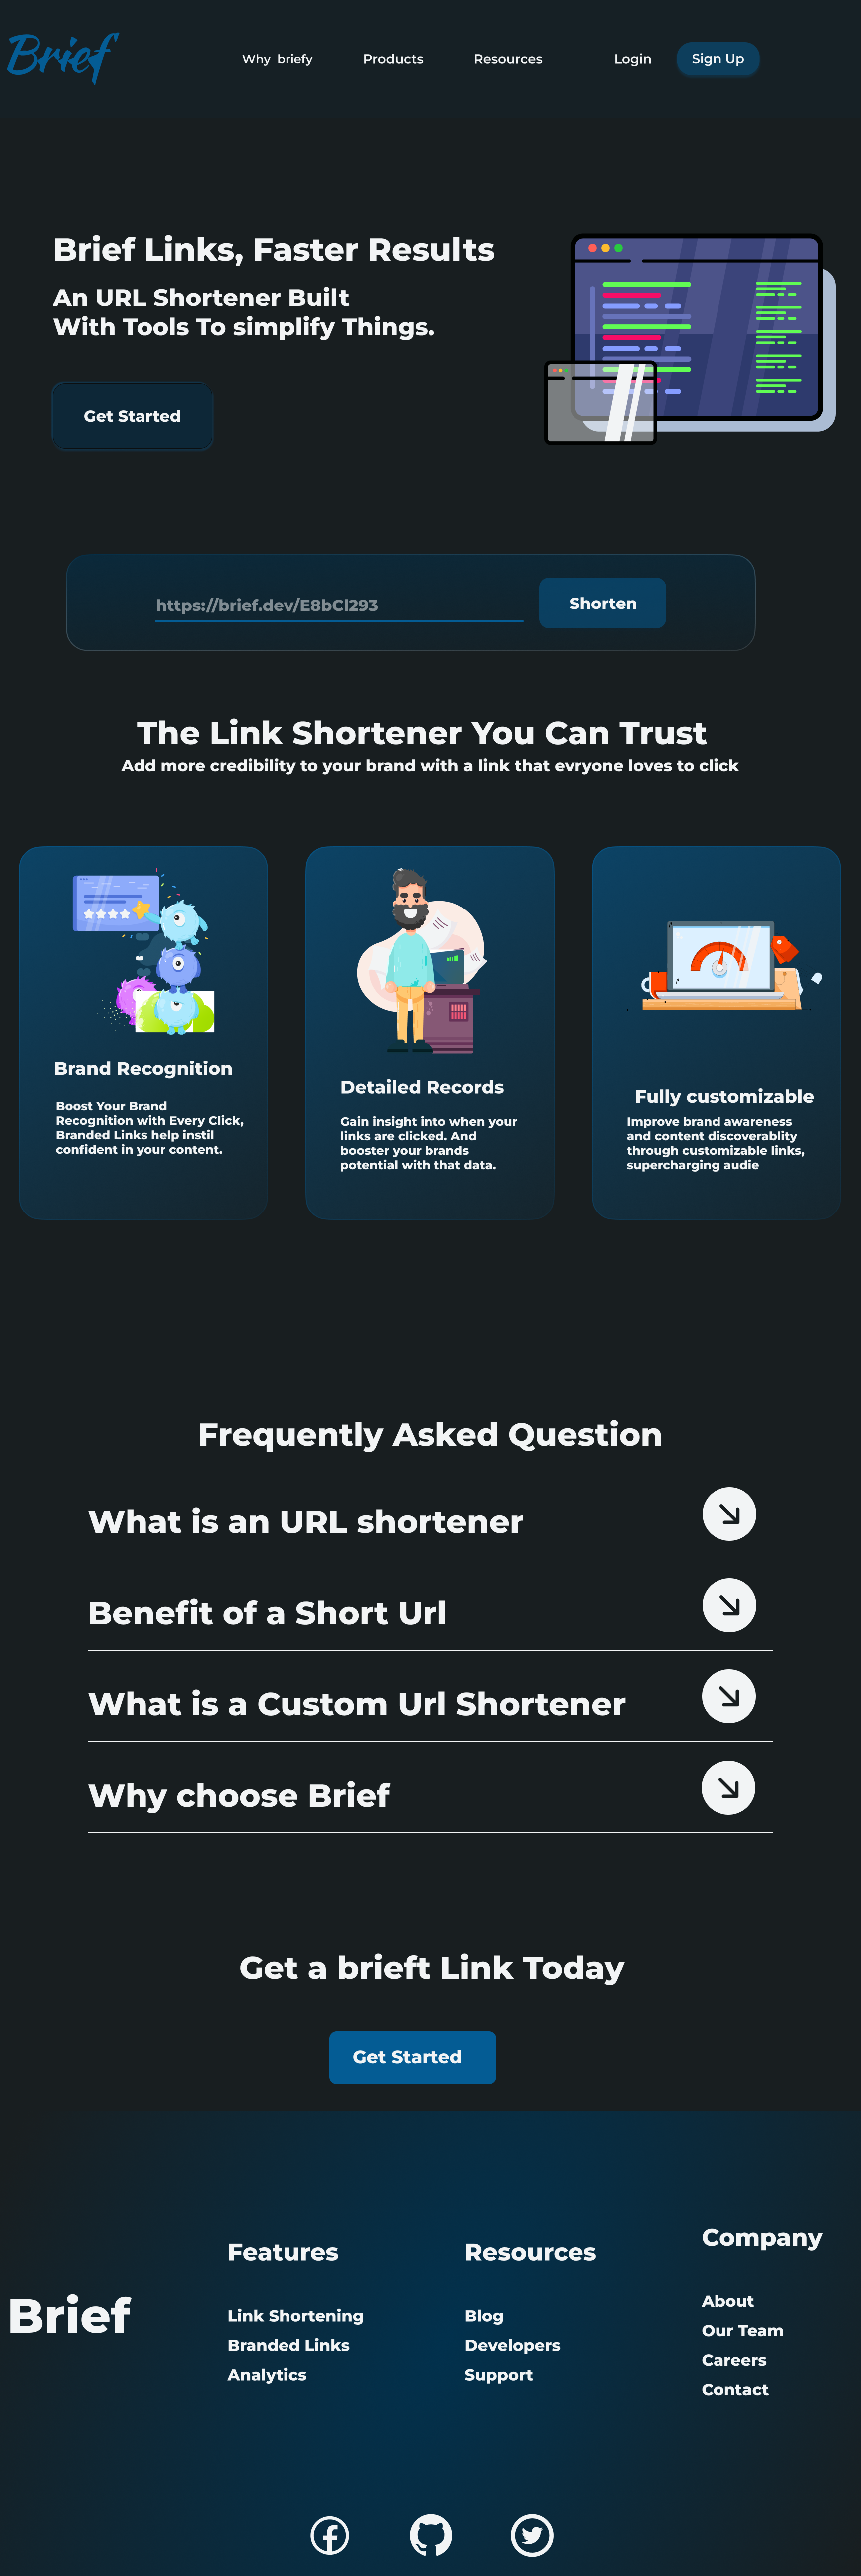 Brief
Why briefy
Products
Resources
Login
Sign Up
Brief Links, Faster Results
An URL Shortener Built
With Tools To simplify Things.
Get Started
https://brief.dev/E8bCl293
Shorten
The Link Shortener You Can Trust
Add more credibility to your brand with a link that evryone loves to click
Brand Recognition
Boost Your Brand
Recognition with Every Click,
Branded Links help instil
confident in your content.
Detailed Records
Gain insight into when your
links are clicked. And
booster your brands
potential with that data.
Fully customizable
Improve brand awareness
and content discoverablity
through customizable links,
supercharging audie
Frequently Asked Question
What is an URL shortener
Benefit of a Short Url
What is a Custom Url Shortener
Why choose Brief
Get a brieft Link Today
Get Started
Brief
Features
Link Shortening
Branded Links
Analytics
Resources
Blog
Developers
Support
Company
About
Our Team
Careers
Contact